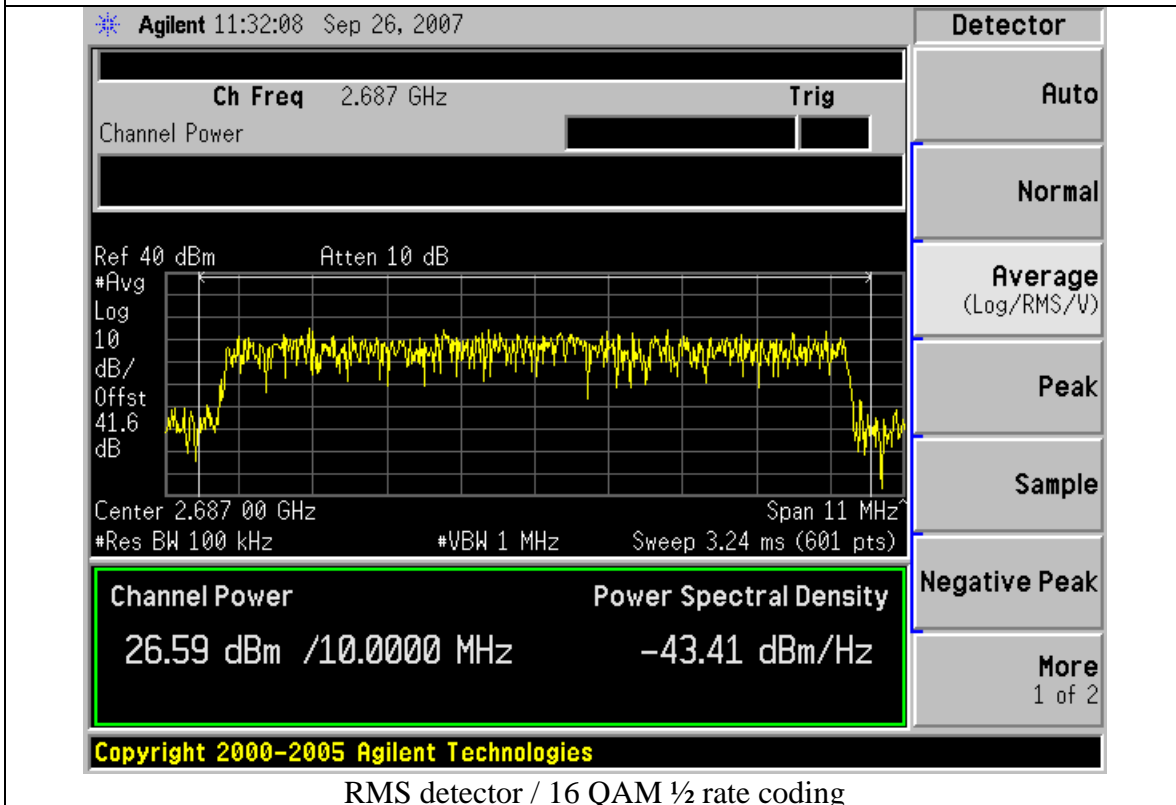 Agilent 11:32:08 Sep 26, 2007
Detector
Ch Freq 2.687 GHz Trig
Channel Power
Auto
Normal
Average
(Log/RMS/V)
Peak
Sample
Negative Peak
More
1 of 2
Ref 40 dBm Atten 10 dB
#Avg
Log
10
dB/
Offst
41.6
dB
Center 2.687 00 GHz Span 11 MHz^
#Res BW 100 kHz #VBW 1 MHz Sweep 3.24 ms (601 pts)
Channel Power Power Spectral Density
26.59 dBm /10.0000 MHz -43.41 dBm/Hz
Copyright 2000-2005 Agilent Technologies
RMS detector / 16 QAM ½ rate coding